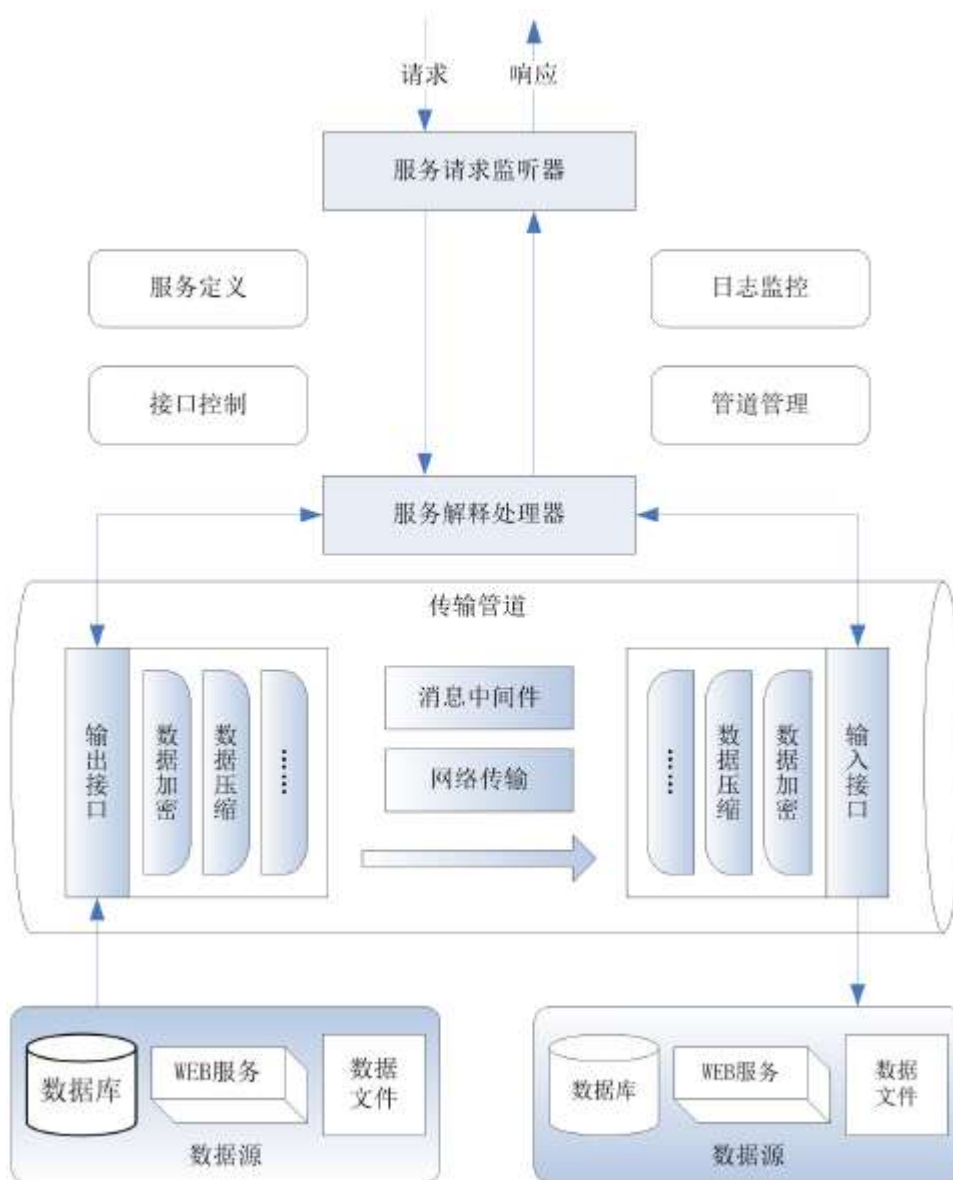 请求
响应
服务请求监听器
服务定义
日志监控
接口控制
管道管理
服务解释处理器
传输管道
输出接口
数据加密
数据压缩
……
消息中间件
网络传输
……
数据压缩
数据加密
输入接口
数据库
WEB服务
数据
文件
数据源
数据库
WEB服务
数据
文件
数据源